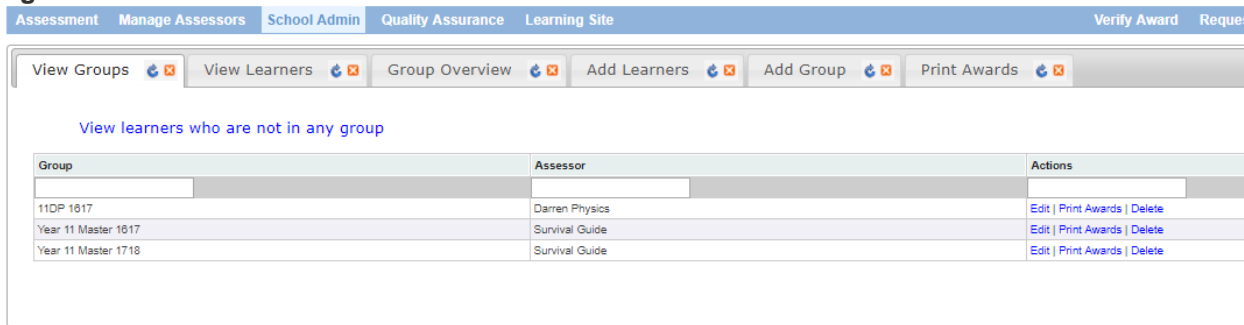 Assessment Manage Assessors School Admin Quality Assurance Learning Site Verify Award
View Groups View Learners Group Overview Add Learners Add Group Print Awards
View learners who are not in any group
Group Assessor Actions
11DP 1617 Darren Physics Edit | Print Awards | Delete
Year 11 Master 1617 Survival Guide Edit | Print Awards | Delete
Year 11 Master 1718 Survival Guide Edit | Print Awards | Delete